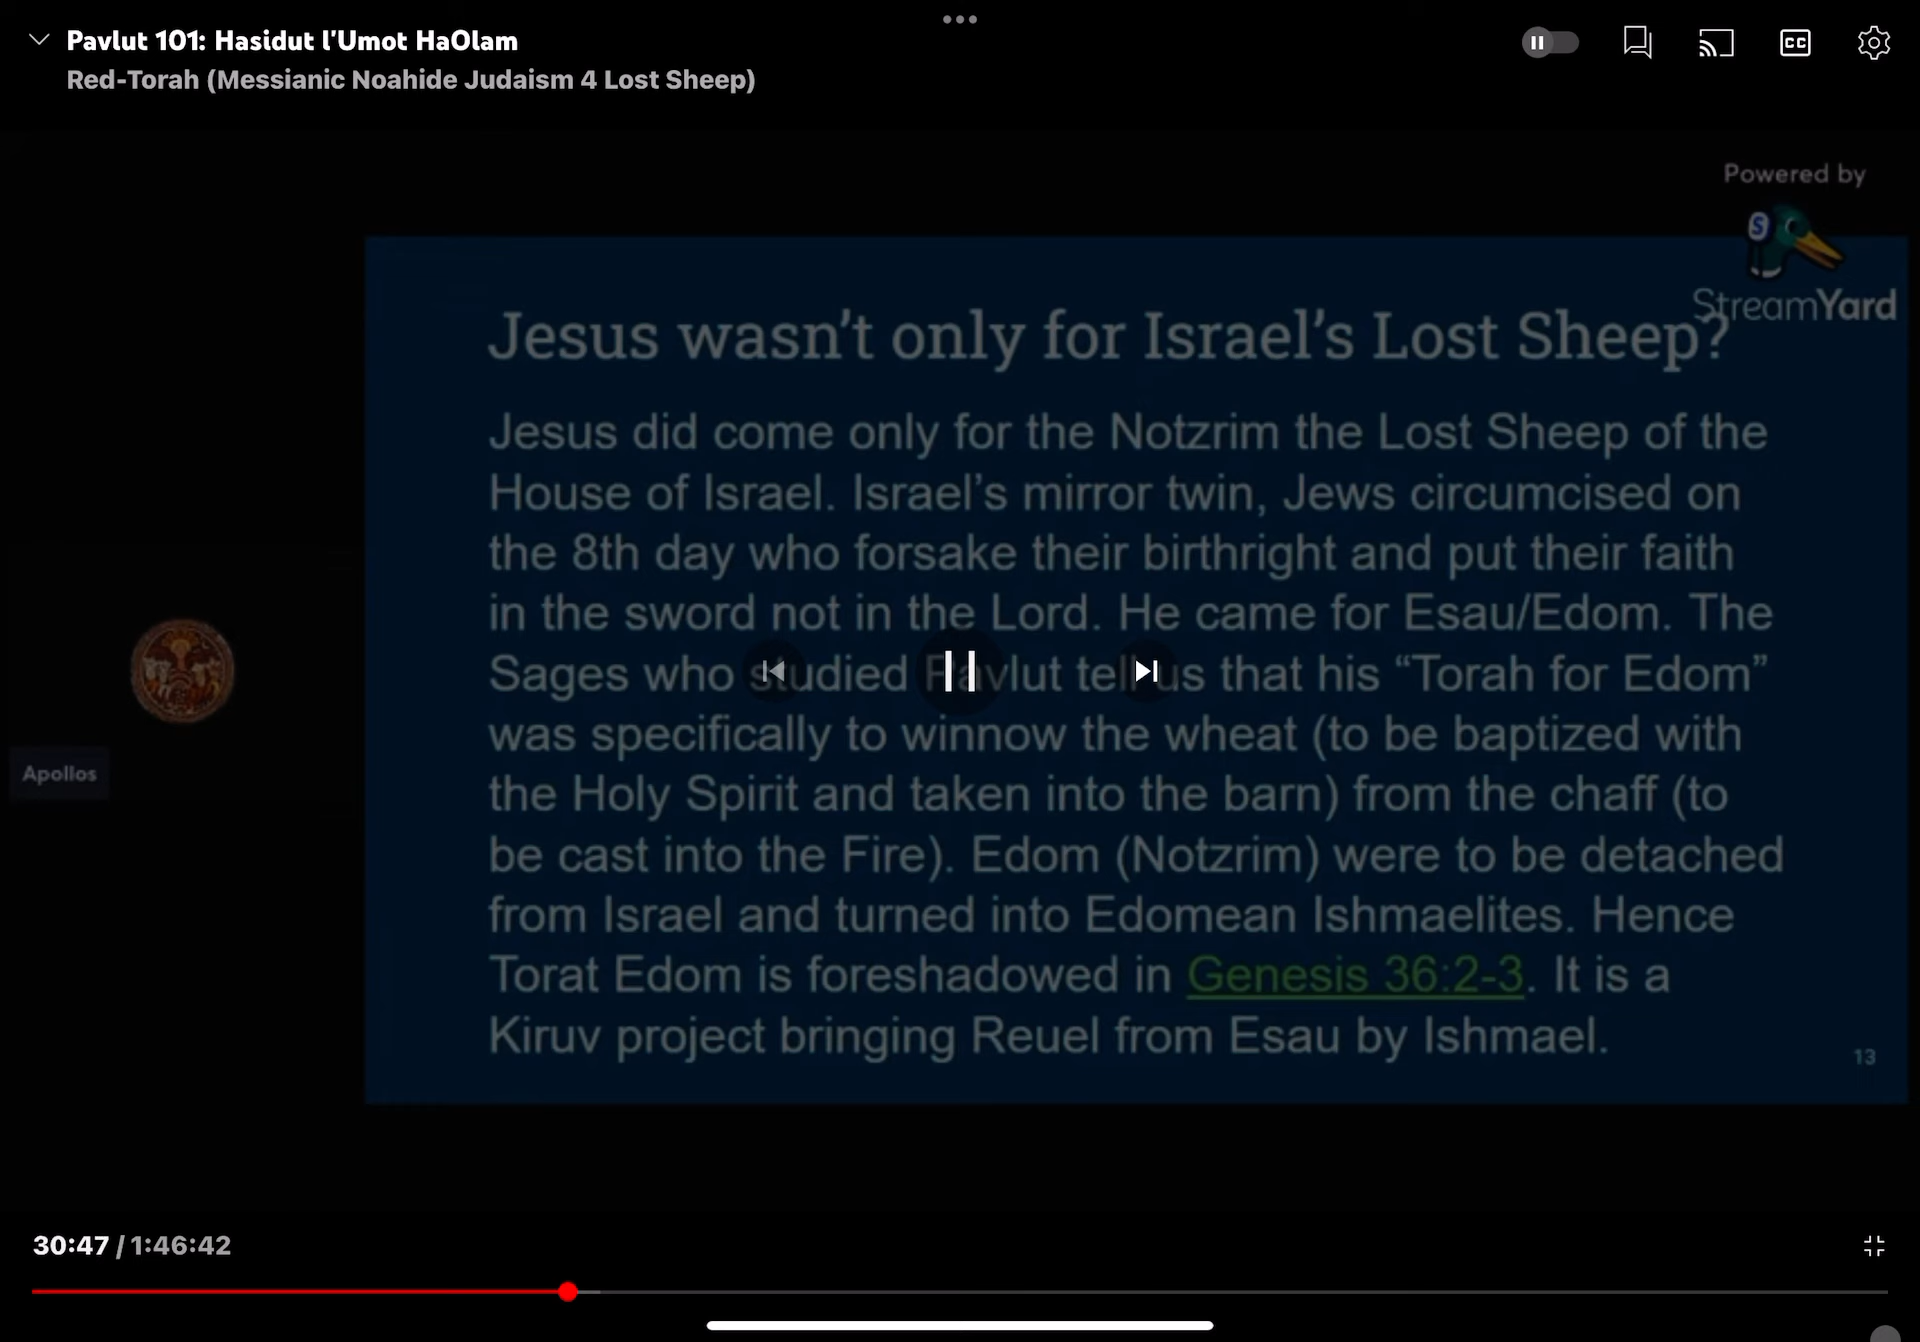 Pavlut 101: Hasidut l'Umot HaOlam
Red-Torah (Messianic Noahide Judaism 4 Lost Sheep)
CC
Powered by
S
StreamYard
Jesus wasn't only for Israel's Lost Sheep?
Jesus did come only for the Notzrim the Lost Sheep of the
House of Israel. Israel's mirror twin, Jews circumcised on
the 8th day who forsake their birthright and put their faith
in the sword not in the Lord. He came for Esau/Edom. The
Sages who studied Pavlut tell us that his “Torah for Edom”
was specifically to winnow the wheat (to be baptized with
the Holy Spirit and taken into the barn) from the chaff (to
be cast into the Fire). Edom (Notzrim) were to be detached
from Israel and turned into Edomean Ishmaelites. Hence
Torat Edom is foreshadowed in Genesis 36:2-3. It is a
Kiruv project bringing Reuel from Esau by Ishmael.
13
Apollos
30:47 / 1:46:42